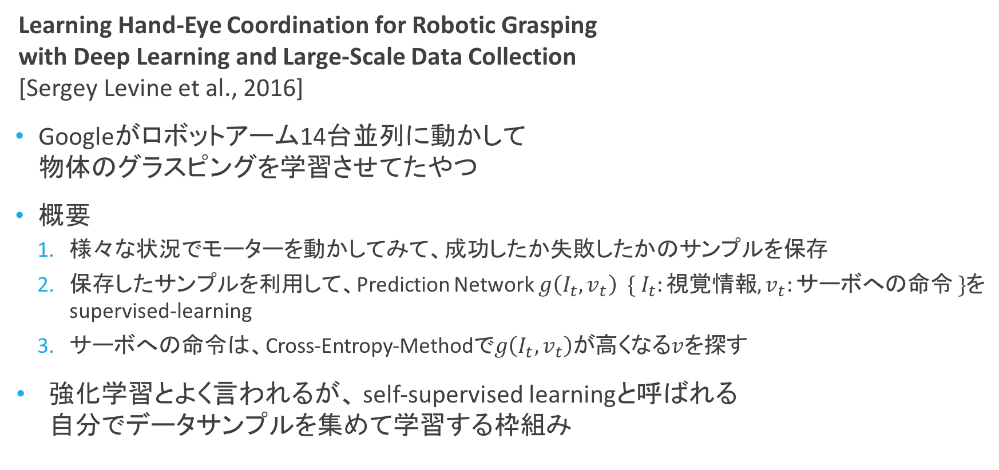 Learning Hand-Eye Coordination for Robotic Grasping
with Deep Learning and Large-Scale Data Collection
[Sergey Levine et al., 2016]
• Googleがロボットアーム14台並列に動かして
物体のグラスピングを学習させてたやつ
• 概要
1. 様々な状況でモーターを動かしてみて、成功したか失敗したかのサンプルを保存
2. 保存したサンプルを利用して、Prediction Network g(I_t, v_t) { I_t: 視覚情報, v_t: サーボへの命令 }を
supervised-learning
3. サーボへの命令は、Cross-Entropy-Methodでg(I_t, v_t)が高くなるvを探す
• 強化学習とよく言われるが、self-supervised learningと呼ばれる
自分でデータサンプルを集めて学習する枠組み